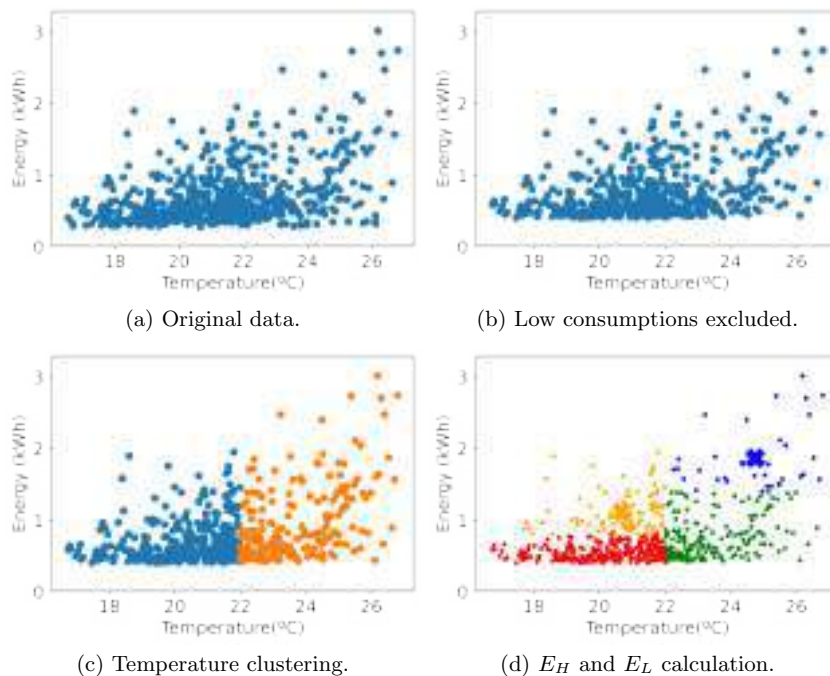 3
2
1
0
Energy (kWh)
18 20 22 24 26
Temperature(ºC)
(a) Original data.
3
2
1
0
Energy (kWh)
18 20 22 24 26
Temperature(ºC)
(b) Low consumptions excluded.
3
2
1
0
Energy (kWh)
18 20 22 24 26
Temperature(ºC)
(c) Temperature clustering.
3
2
1
0
Energy (kWh)
18 20 22 24 26
Temperature(ºC)
(d) E_H and E_L calculation.